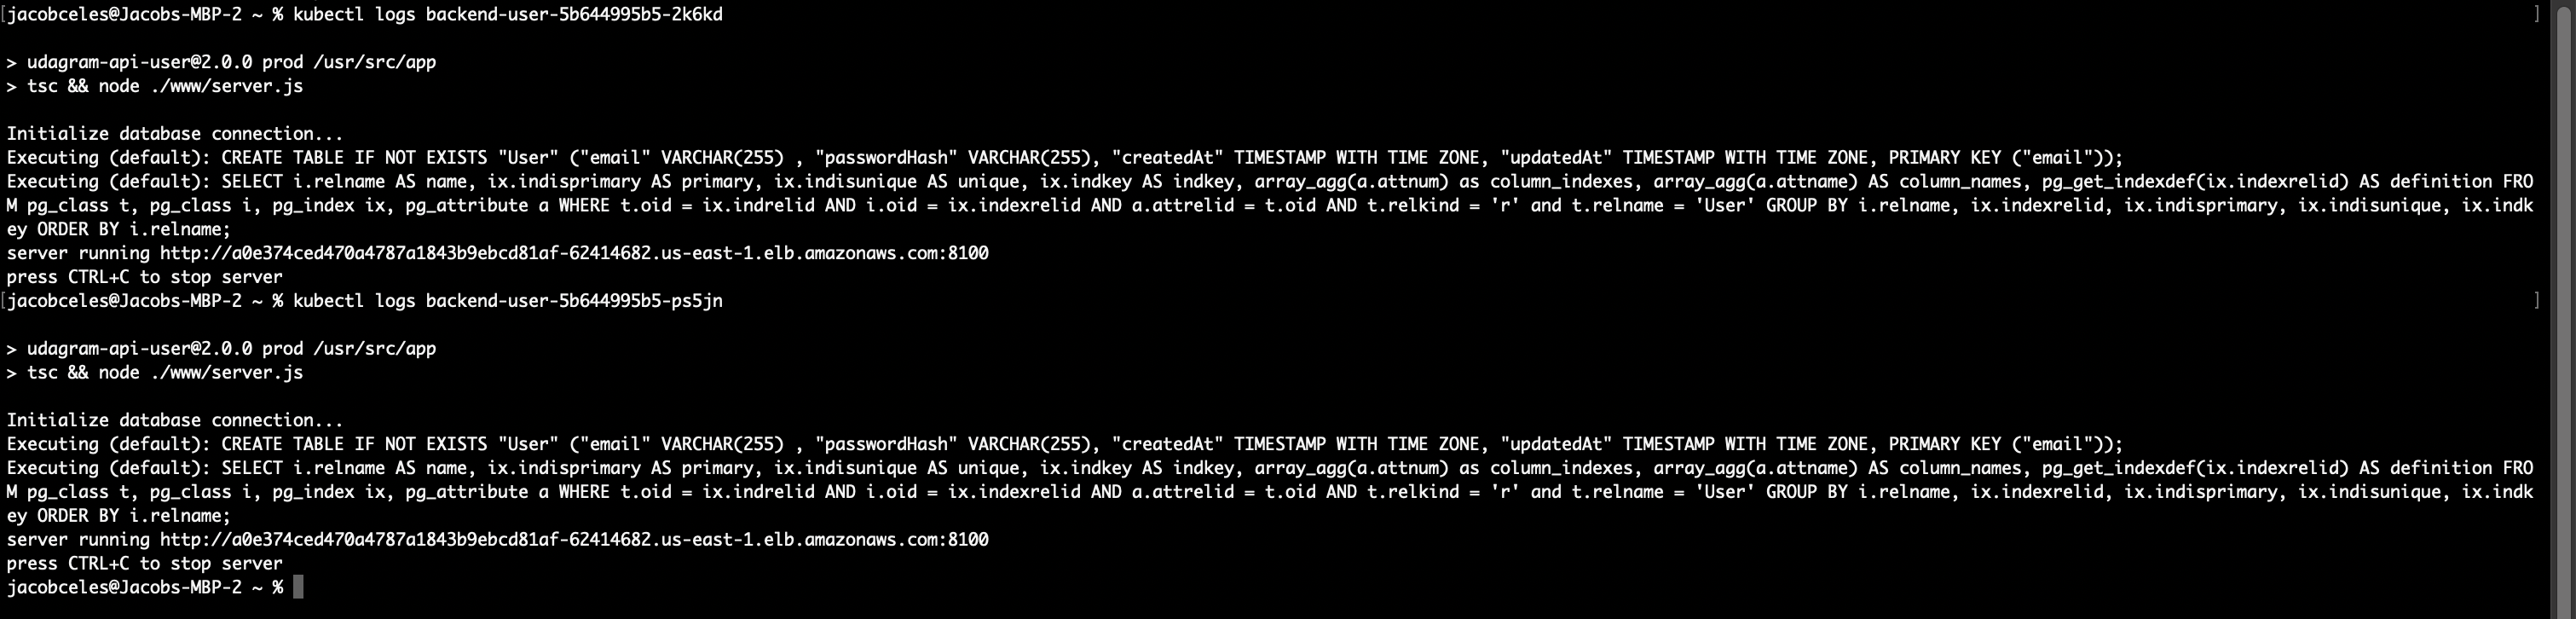 [jacobceles@Jacobs-MBP-2 ~ % kubectl logs backend-user-5b644995b5-2k6kd ]
> udagram-api-user@2.0.0 prod /usr/src/app
> tsc && node ./www/server.js
Initialize database connection...
Executing (default): CREATE TABLE IF NOT EXISTS "User" ("email" VARCHAR(255) , "passwordHash" VARCHAR(255), "createdAt" TIMESTAMP WITH TIME ZONE, "updatedAt" TIMESTAMP WITH TIME ZONE, PRIMARY KEY ("email"));
Executing (default): SELECT i.relname AS name, ix.indisprimary AS primary, ix.indisunique AS unique, ix.indkey AS indkey, array_agg(a.attnum) as column_indexes, array_agg(a.attname) AS column_names, pg_get_indexdef(ix.indexrelid) AS definition FRO
M pg_class t, pg_class i, pg_index ix, pg_attribute a WHERE t.oid = ix.indrelid AND i.oid = ix.indexrelid AND a.attrelid = t.oid AND t.relkind = 'r' and t.relname = 'User' GROUP BY i.relname, ix.indexrelid, ix.indisprimary, ix.indisunique, ix.indk
ey ORDER BY i.relname;
server running http://a0e374ced470a4787a1843b9ebcd81af-62414682.us-east-1.elb.amazonaws.com:8100
press CTRL+C to stop server
[jacobceles@Jacobs-MBP-2 ~ % kubectl logs backend-user-5b644995b5-ps5jn ]
> udagram-api-user@2.0.0 prod /usr/src/app
> tsc && node ./www/server.js
Initialize database connection...
Executing (default): CREATE TABLE IF NOT EXISTS "User" ("email" VARCHAR(255) , "passwordHash" VARCHAR(255), "createdAt" TIMESTAMP WITH TIME ZONE, "updatedAt" TIMESTAMP WITH TIME ZONE, PRIMARY KEY ("email"));
Executing (default): SELECT i.relname AS name, ix.indisprimary AS primary, ix.indisunique AS unique, ix.indkey AS indkey, array_agg(a.attnum) as column_indexes, array_agg(a.attname) AS column_names, pg_get_indexdef(ix.indexrelid) AS definition FRO
M pg_class t, pg_class i, pg_index ix, pg_attribute a WHERE t.oid = ix.indrelid AND i.oid = ix.indexrelid AND a.attrelid = t.oid AND t.relkind = 'r' and t.relname = 'User' GROUP BY i.relname, ix.indexrelid, ix.indisprimary, ix.indisunique, ix.indk
ey ORDER BY i.relname;
server running http://a0e374ced470a4787a1843b9ebcd81af-62414682.us-east-1.elb.amazonaws.com:8100
press CTRL+C to stop server
jacobceles@Jacobs-MBP-2 ~ %